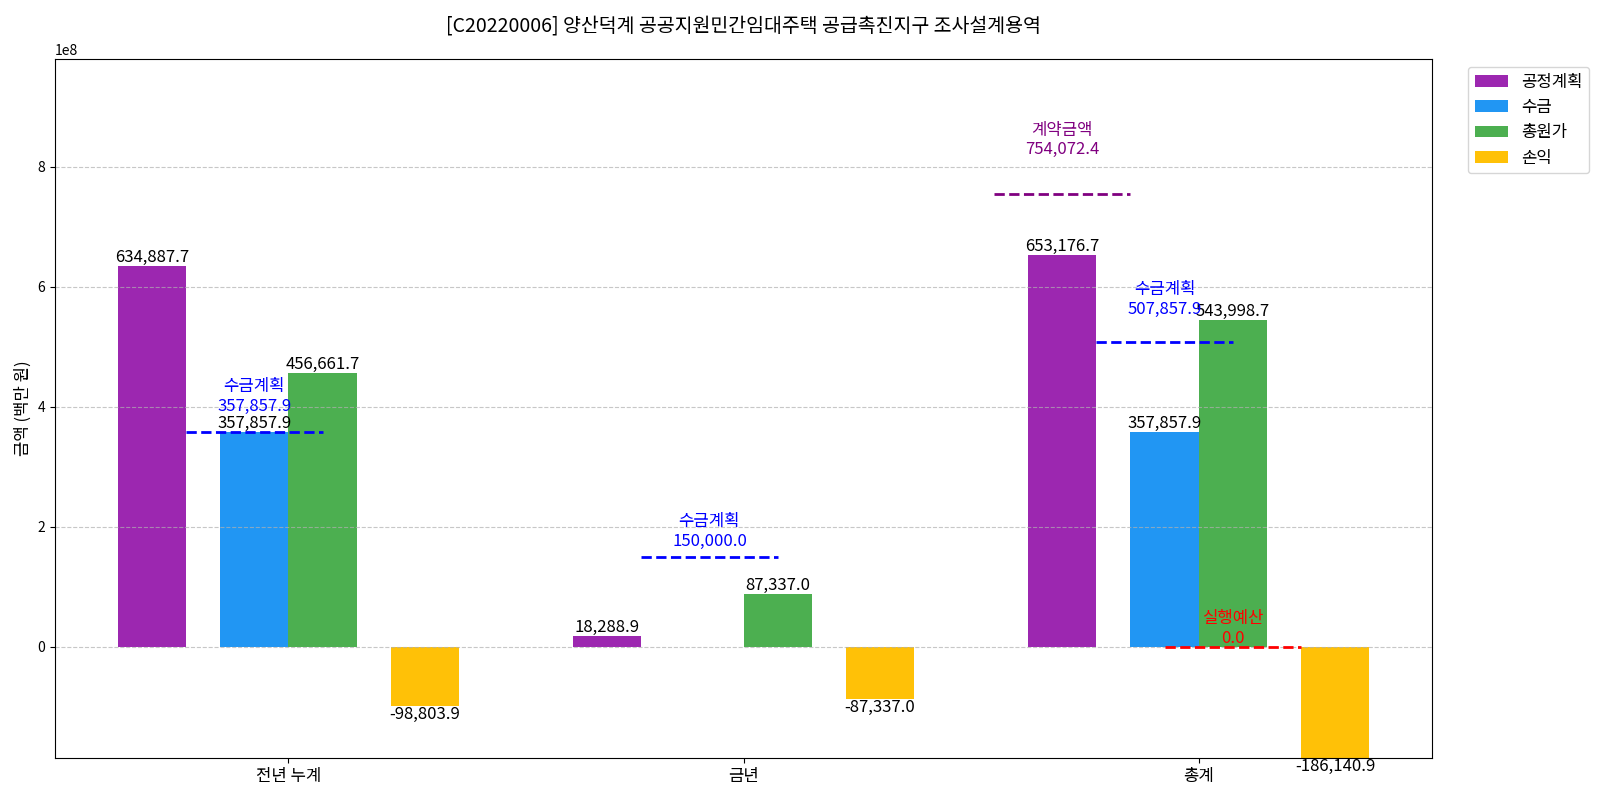 [C20220006] 양산덕계 공공지원민간임대주택 공급촉진지구 조사설계용역
1e8
공정계획
수금
총원가
손익
금액 (백만 원)
8
6
4
2
0
634,887.7
수금계획
357,857.9
357,857.9
456,661.7
-98,803.9
18,288.9
수금계획
150,000.0
87,337.0
-87,337.0
계약금액
754,072.4
653,176.7
수금계획
507,857.9
543,998.7
357,857.9
실행예산
0.0
-186,140.9
전년 누계
금년
총계